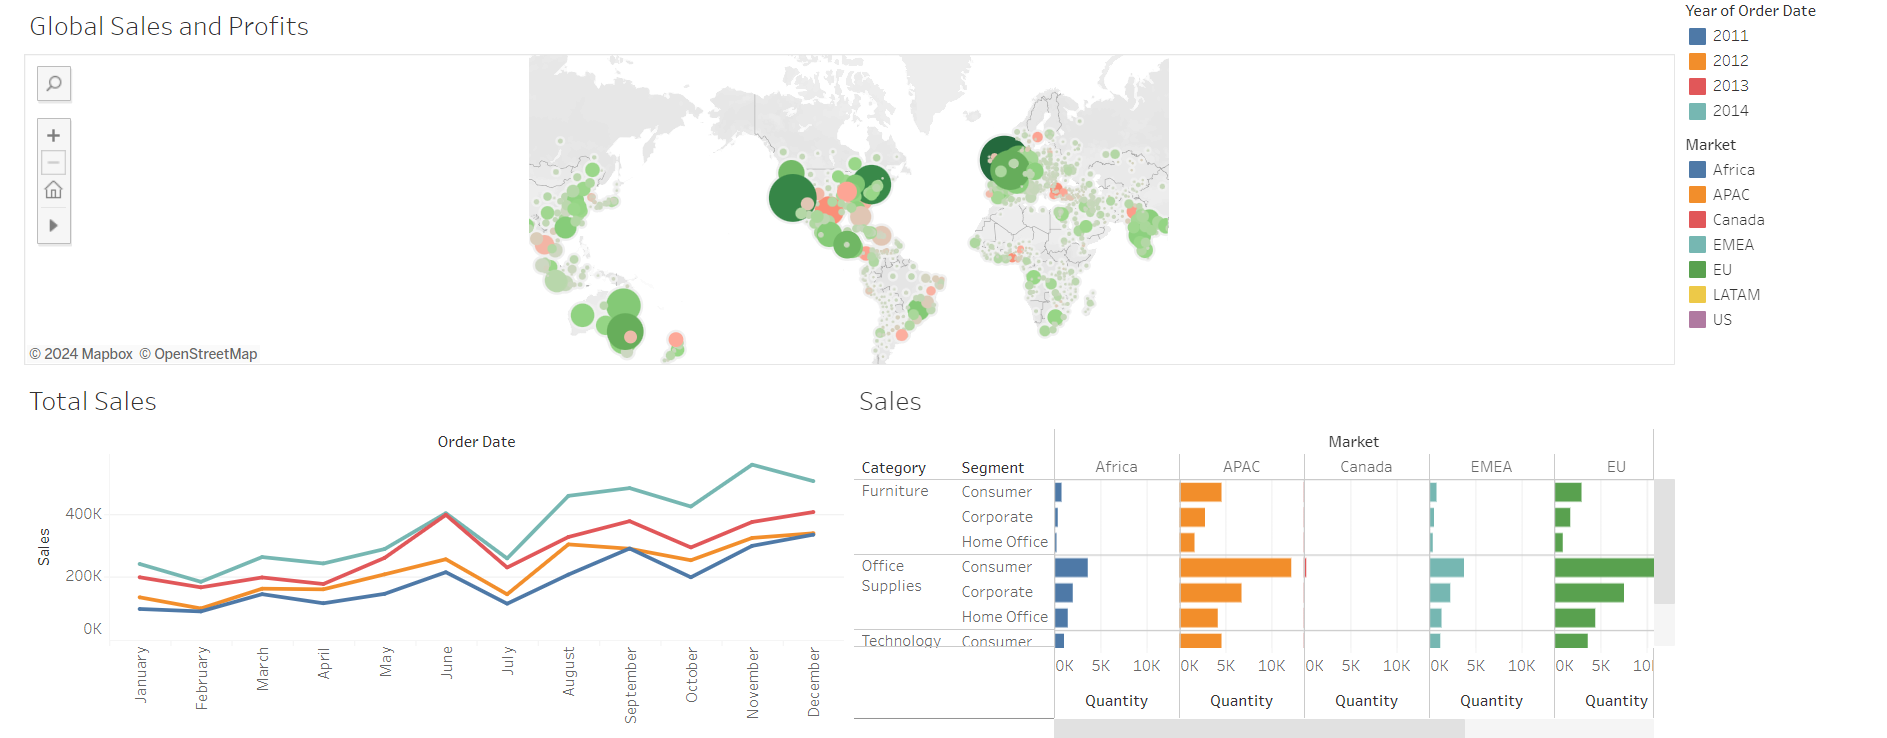 Global Sales and Profits
© 2024 Mapbox © OpenStreetMap
Year of Order Date
2011
2012
2013
2014
Market
Africa
APAC
Canada
EMEA
EU
LATAM
US
Total Sales
Order Date
Sales
400K
200K
0K
January
February
March
April
May
June
July
August
September
October
November
December
Sales
Market
Category Segment Africa APAC Canada EMEA EU
Furniture Consumer
Corporate
Home Office
Office Consumer
Supplies Corporate
Home Office
Technology Consumer
0K 5K 10K 0K 5K 10K 0K 5K 10K 0K 5K 10K 0K 5K
Quantity Quantity Quantity Quantity Quantity